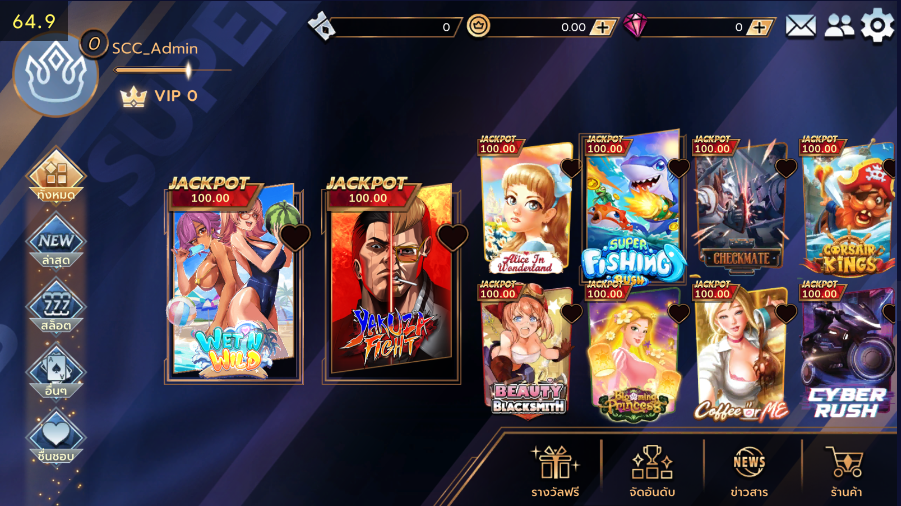 64.9
0
SCC_Admin
VIP 0
0
0.00
0
SUPER
ทั้งหมด
NEW
ล่าสุด
777
สล็อต
อื่นๆ
ชื่นชอบ
JACKPOT
100.00
WET'N WILD
JACKPOT
100.00
YAKUZA FIGHT
JACKPOT
100.00
Alice In Wonderland
JACKPOT
100.00
SUPER FISHING RUSH
JACKPOT
100.00
CHECKMATE
JACKPOT
100.00
CORSAIR KINGS
JACKPOT
100.00
BEAUTY BLACKSMITH
JACKPOT
100.00
Blooming Princess
JACKPOT
100.00
Coffee or ME
JACKPOT
100.00
CYBER RUSH
รางวัลฟรี
จัดอันดับ
NEWS
ข่าวสาร
ร้านค้า